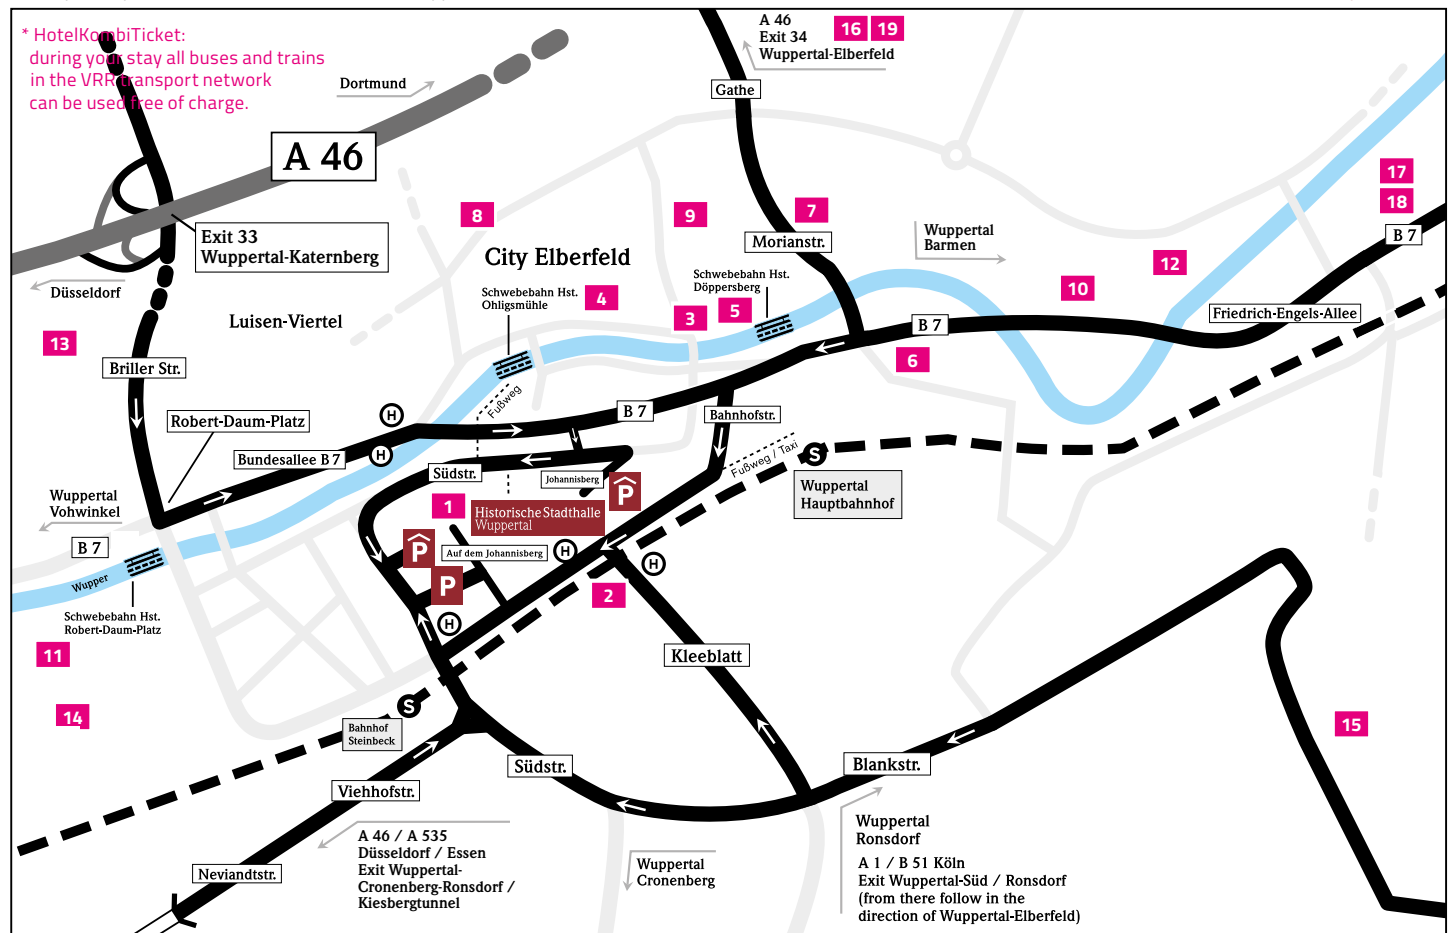 * HotelKombiTicket:
during your stay all buses and trains
in the VRR transport network
can be used free of charge.
Dortmund
A 46
Exit 34
Wuppertal-Elberfeld
16
19
Gathe
A 46
17
18
B 7
8
9
7
Morianstr.
Wuppertal
Barmen
Exit 33
Wuppertal-Katernberg
City Elberfeld
12
Düsseldorf
Schwebebahn Hst.
Ohligsmühle
4
Schwebebahn Hst.
Döppersberg
10
Luisen-Viertel
3
5
B 7
Friedrich-Engels-Allee
13
6
Briller Str.
Fußweg
Robert-Daum-Platz
H
B 7
Bahnhofstr.
Bundesallee B 7
H
Südstr.
Johannisberg
Fußweg / Taxi
S
Wuppertal
Hauptbahnhof
Wuppertal
Vohwinkel
1
Historische Stadthalle
Wuppertal
P
B 7
P
Auf dem Johannisberg
H
H
Wupper
P
2
Schwebebahn Hst.
Robert-Daum-Platz
H
11
Kleeblatt
14
S
Bahnhof
Steinbeck
15
Südstr.
Blankstr.
Viehhofstr.
A 46 / A 535
Düsseldorf / Essen
Exit Wuppertal-
Cronenberg-Ronsdorf /
Kiesbergtunnel
Wuppertal
Cronenberg
Wuppertal
Ronsdorf
A 1 / B 51 Köln
Exit Wuppertal-Süd / Ronsdorf
(from there follow in the
direction of Wuppertal-Elberfeld)
Neviandtstr.